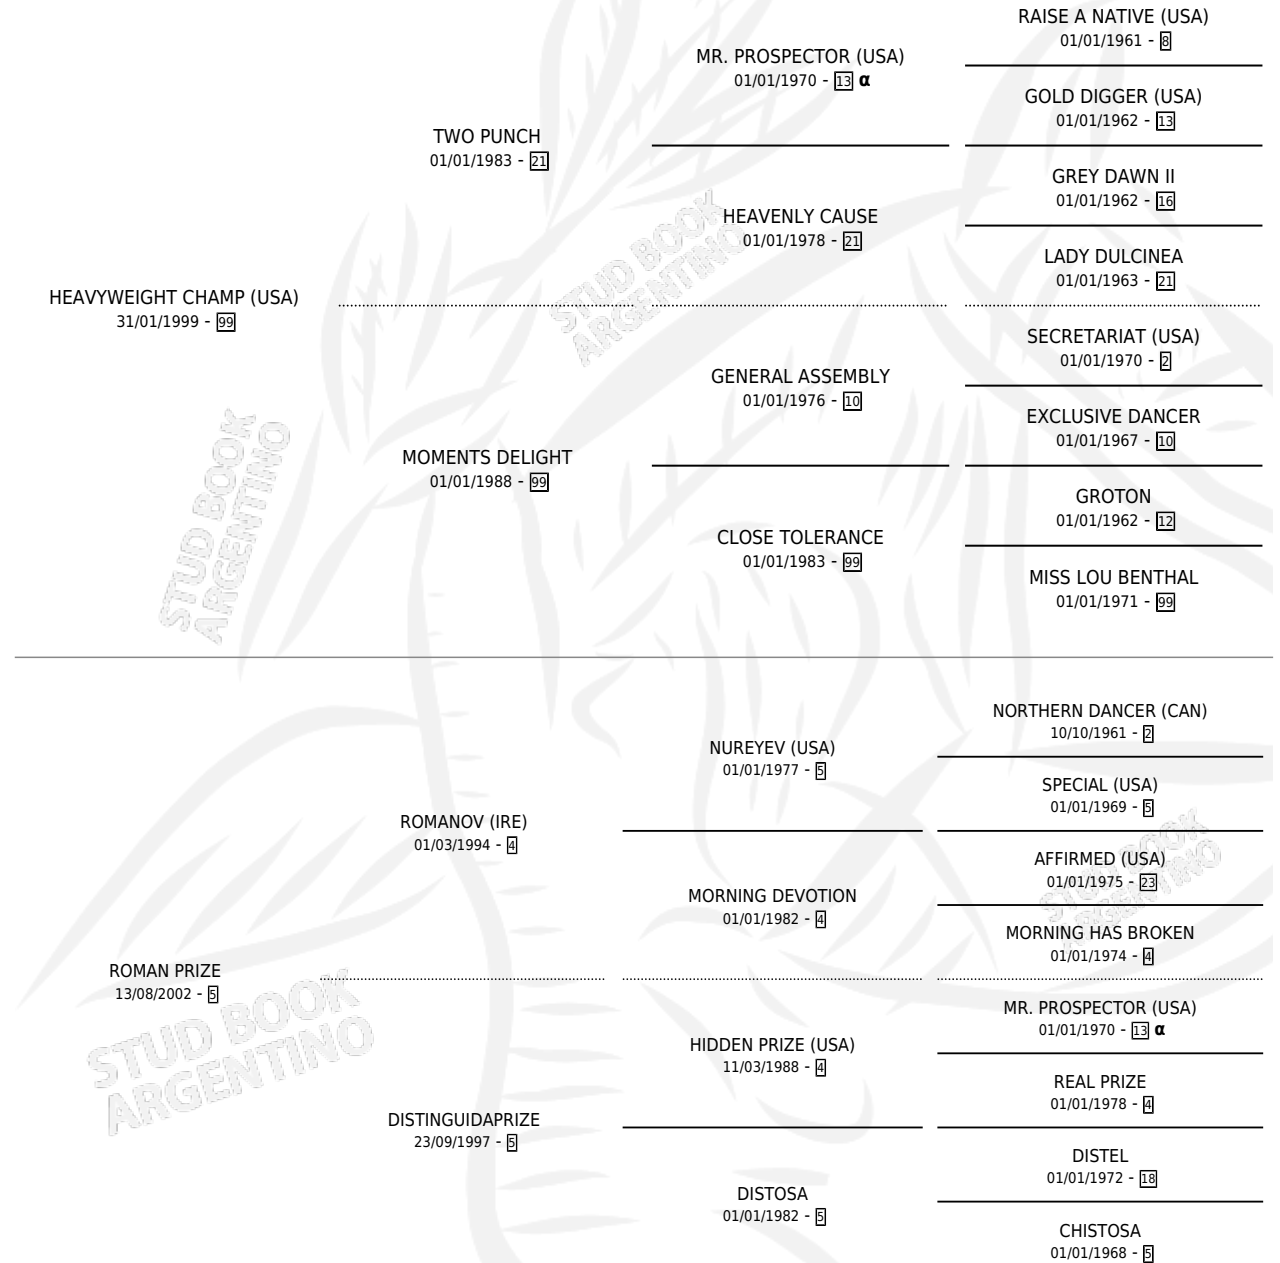 RAISE A NATIVE (USA)
01/01/1961 - 8
MR. PROSPECTOR (USA)
01/01/1970 - 13 α
GOLD DIGGER (USA)
01/01/1962 - 13
TWO PUNCH
01/01/1983 - 21
GREY DAWN II
01/01/1962 - 16
HEAVENLY CAUSE
01/01/1978 - 21
LADY DULCINEA
01/01/1963 - 21
STUD BOOK
ARGENTINO
HEAVYWEIGHT CHAMP (USA)
31/01/1999 - 99
SECRETARIAT (USA)
01/01/1970 - 2
GENERAL ASSEMBLY
01/01/1976 - 10
EXCLUSIVE DANCER
01/01/1967 - 10
MOMENTS DELIGHT
01/01/1988 - 99
GROTON
01/01/1962 - 12
CLOSE TOLERANCE
01/01/1983 - 99
MISS LOU BENTHAL
01/01/1971 - 99
STUD BOOK
ARGENTINO
NORTHERN DANCER (CAN)
10/10/1961 - 2
NUREYEV (USA)
01/01/1977 - 5
SPECIAL (USA)
01/01/1969 - 5
ROMANOV (IRE)
01/03/1994 - 4
AFFIRMED (USA)
01/01/1975 - 23
STUD BOOK
ARGENTINO
MORNING DEVOTION
01/01/1982 - 4
MORNING HAS BROKEN
01/01/1974 - 4
ROMAN PRIZE
13/08/2002 - 5
MR. PROSPECTOR (USA)
01/01/1970 - 13 α
HIDDEN PRIZE (USA)
11/03/1988 - 4
STUD BOOK
ARGENTINO
REAL PRIZE
01/01/1978 - 4
DISTINGUIDAPRIZE
23/09/1997 - 5
DISTEL
01/01/1972 - 18
DISTOSA
01/01/1982 - 5
CHISTOSA
01/01/1968 - 5